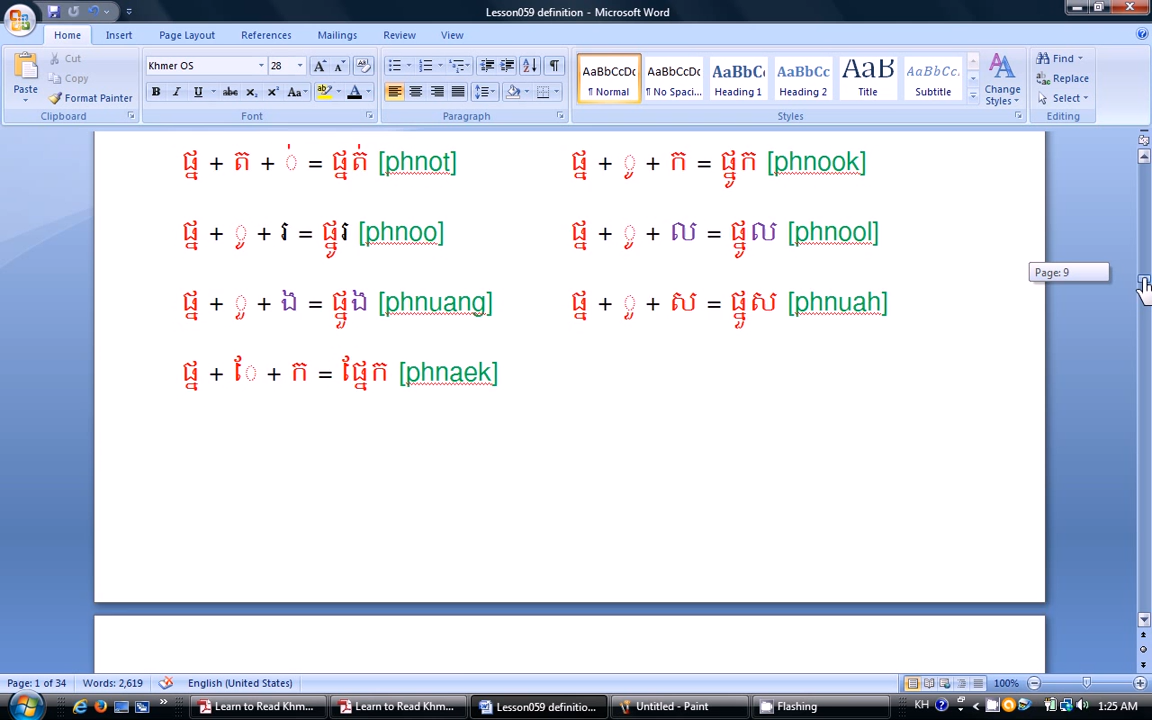 Lesson059 definition - Microsoft Word
Home Insert Page Layout References Mailings Review View
Paste
Cut
Copy
Format Painter
Clipboard
Khmer OS 28
Font
Paragraph
AaBbCcDc AaBbCcDc AaBbC AaBbCc AaB AaBbCc.
¶ Normal ¶ No Spaci... Heading 1 Heading 2 Title Subtitle
Change Styles
Styles
Find
Replace
Select
Editing
ផ្ន + ត + ់ = ផ្នត់ [phnot] ផ្ន + ូ + ក = ផ្នូក [phnook]
ផ្ន + ូ + រ = ផ្នូរ [phnoo] ផ្ន + ូ + ល = ផ្នូល [phnool]
Page: 9
ផ្ន + ួ + ង = ផ្នួង [phnuang] ផ្ន + ួ + ស = ផ្នួស [phnuah]
ផ្ន + ែ + ក = ផ្នែក [phnaek]
Page: 1 of 34 Words: 2,619 English (United States) 100%
Learn to Read Khm... Learn to Read Khm... Lesson059 definitio... Untitled - Paint Flashing KH 1:25 AM